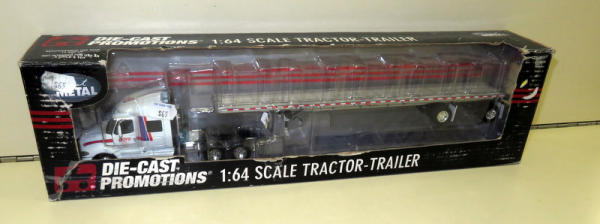 DIE-CAST
PROMOTIONS® 1:64 SCALE TRACTOR-TRAILER
METAL
DIE-CAST
PROMOTIONS® 1:64 SCALE TRACTOR-TRAILER